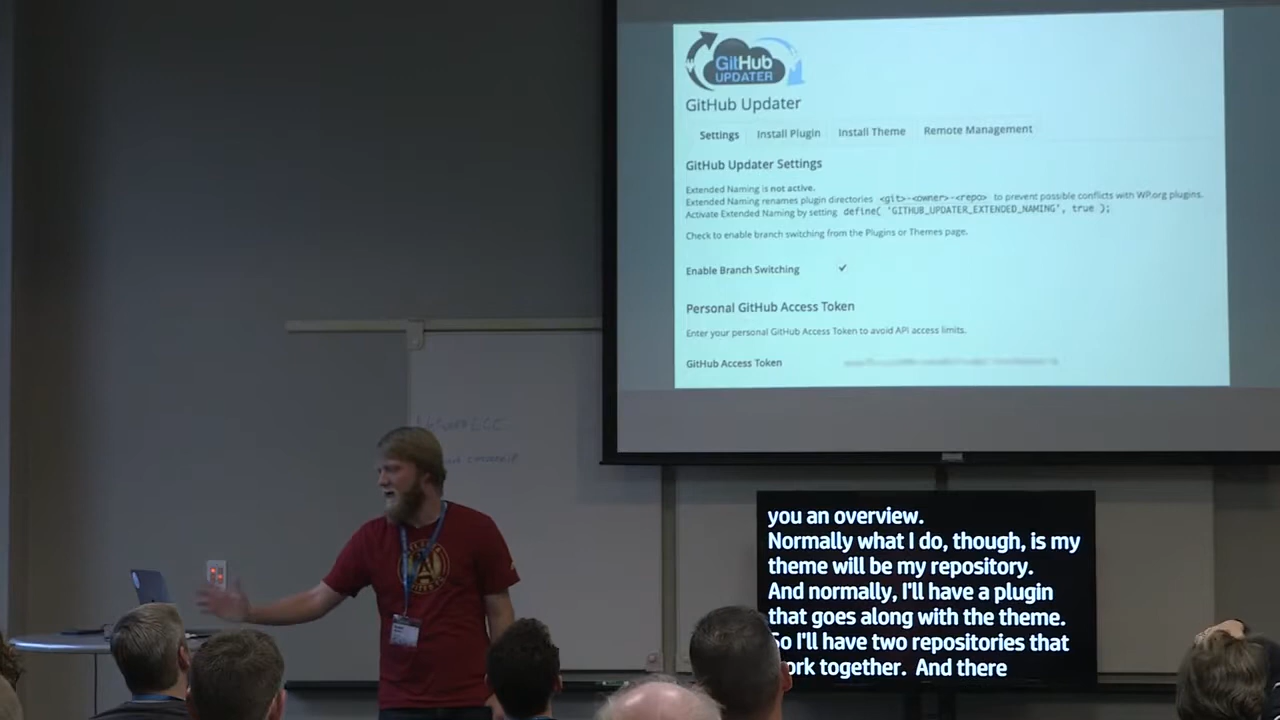 GitHub
UPDATER
GitHub Updater
Settings Install Plugin Install Theme Remote Management
GitHub Updater Settings
Extended Naming is not active.
Extended Naming renames plugin directories <git>-<owner>-<repo> to prevent possible conflicts with WP.org plugins.
Activate Extended Naming by setting define( 'GITHUB_UPDATER_EXTENDED_NAMING', true );
Check to enable branch switching from the Plugins or Themes page.
Enable Branch Switching ✓
Personal GitHub Access Token
Enter your personal GitHub Access Token to avoid API access limits.
GitHub Access Token
you an overview.
Normally what I do, though, is my
theme will be my repository.
And normally, I'll have a plugin
that goes along with the theme.
So I'll have two repositories that
together. And there